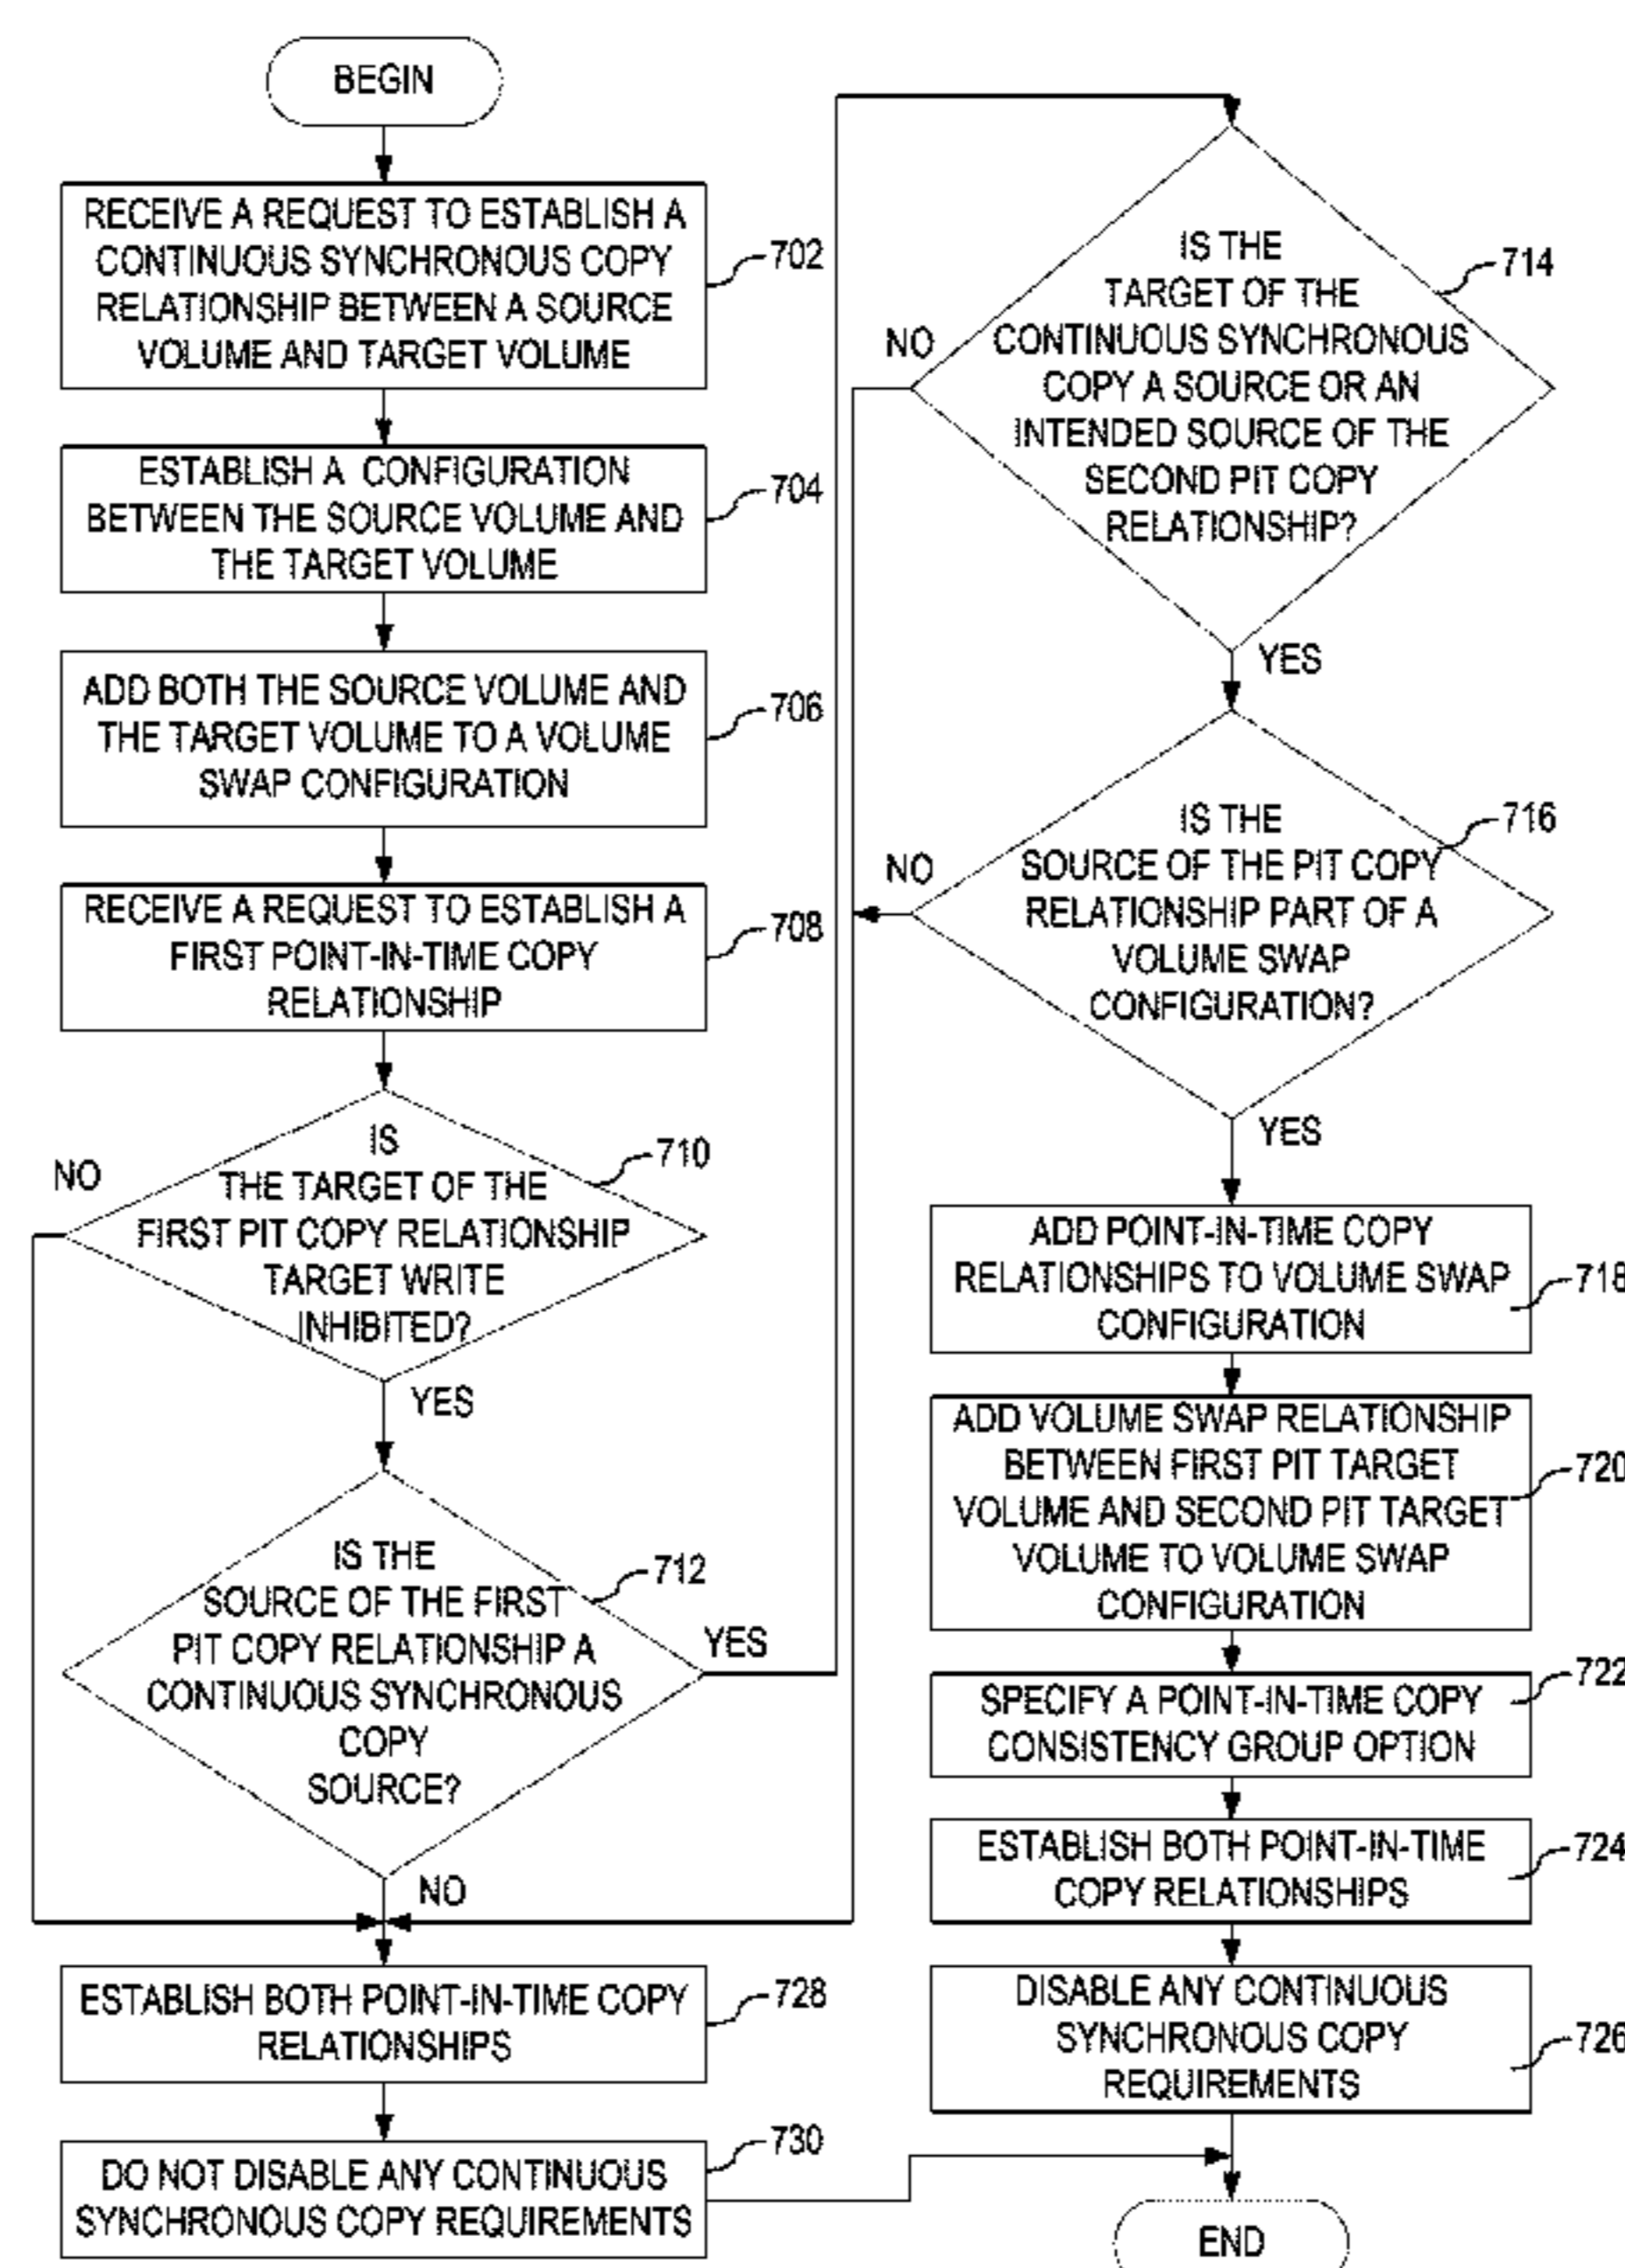 BEGIN
RECEIVE A REQUEST TO ESTABLISH A
CONTINUOUS SYNCHRONOUS COPY
RELATIONSHIP BETWEEN A SOURCE
VOLUME AND TARGET VOLUME
702
ESTABLISH A CONFIGURATION
BETWEEN THE SOURCE VOLUME AND
THE TARGET VOLUME
704
ADD BOTH THE SOURCE VOLUME AND
THE TARGET VOLUME TO A VOLUME
SWAP CONFIGURATION
706
RECEIVE A REQUEST TO ESTABLISH A
FIRST POINT-IN-TIME COPY
RELATIONSHIP
708
IS
THE TARGET OF THE
FIRST PIT COPY RELATIONSHIP
TARGET WRITE
INHIBITED?
710
NO
YES
IS THE
SOURCE OF THE FIRST
PIT COPY RELATIONSHIP A
CONTINUOUS SYNCHRONOUS
COPY
SOURCE?
712
YES
NO
ESTABLISH BOTH POINT-IN-TIME COPY
RELATIONSHIPS
728
DO NOT DISABLE ANY CONTINUOUS
SYNCHRONOUS COPY REQUIREMENTS
730
IS THE
TARGET OF THE
CONTINUOUS SYNCHRONOUS
COPY A SOURCE OR AN
INTENDED SOURCE OF THE
SECOND PIT COPY
RELATIONSHIP?
714
NO
YES
IS THE
SOURCE OF THE PIT COPY
RELATIONSHIP PART OF A
VOLUME SWAP
CONFIGURATION?
716
NO
YES
ADD POINT-IN-TIME COPY
RELATIONSHIPS TO VOLUME SWAP
CONFIGURATION
718
ADD VOLUME SWAP RELATIONSHIP
BETWEEN FIRST PIT TARGET
VOLUME AND SECOND PIT TARGET
VOLUME TO VOLUME SWAP
CONFIGURATION
720
SPECIFY A POINT-IN-TIME COPY
CONSISTENCY GROUP OPTION
722
ESTABLISH BOTH POINT-IN-TIME
COPY RELATIONSHIPS
724
DISABLE ANY CONTINUOUS
SYNCHRONOUS COPY
REQUIREMENTS
726
END